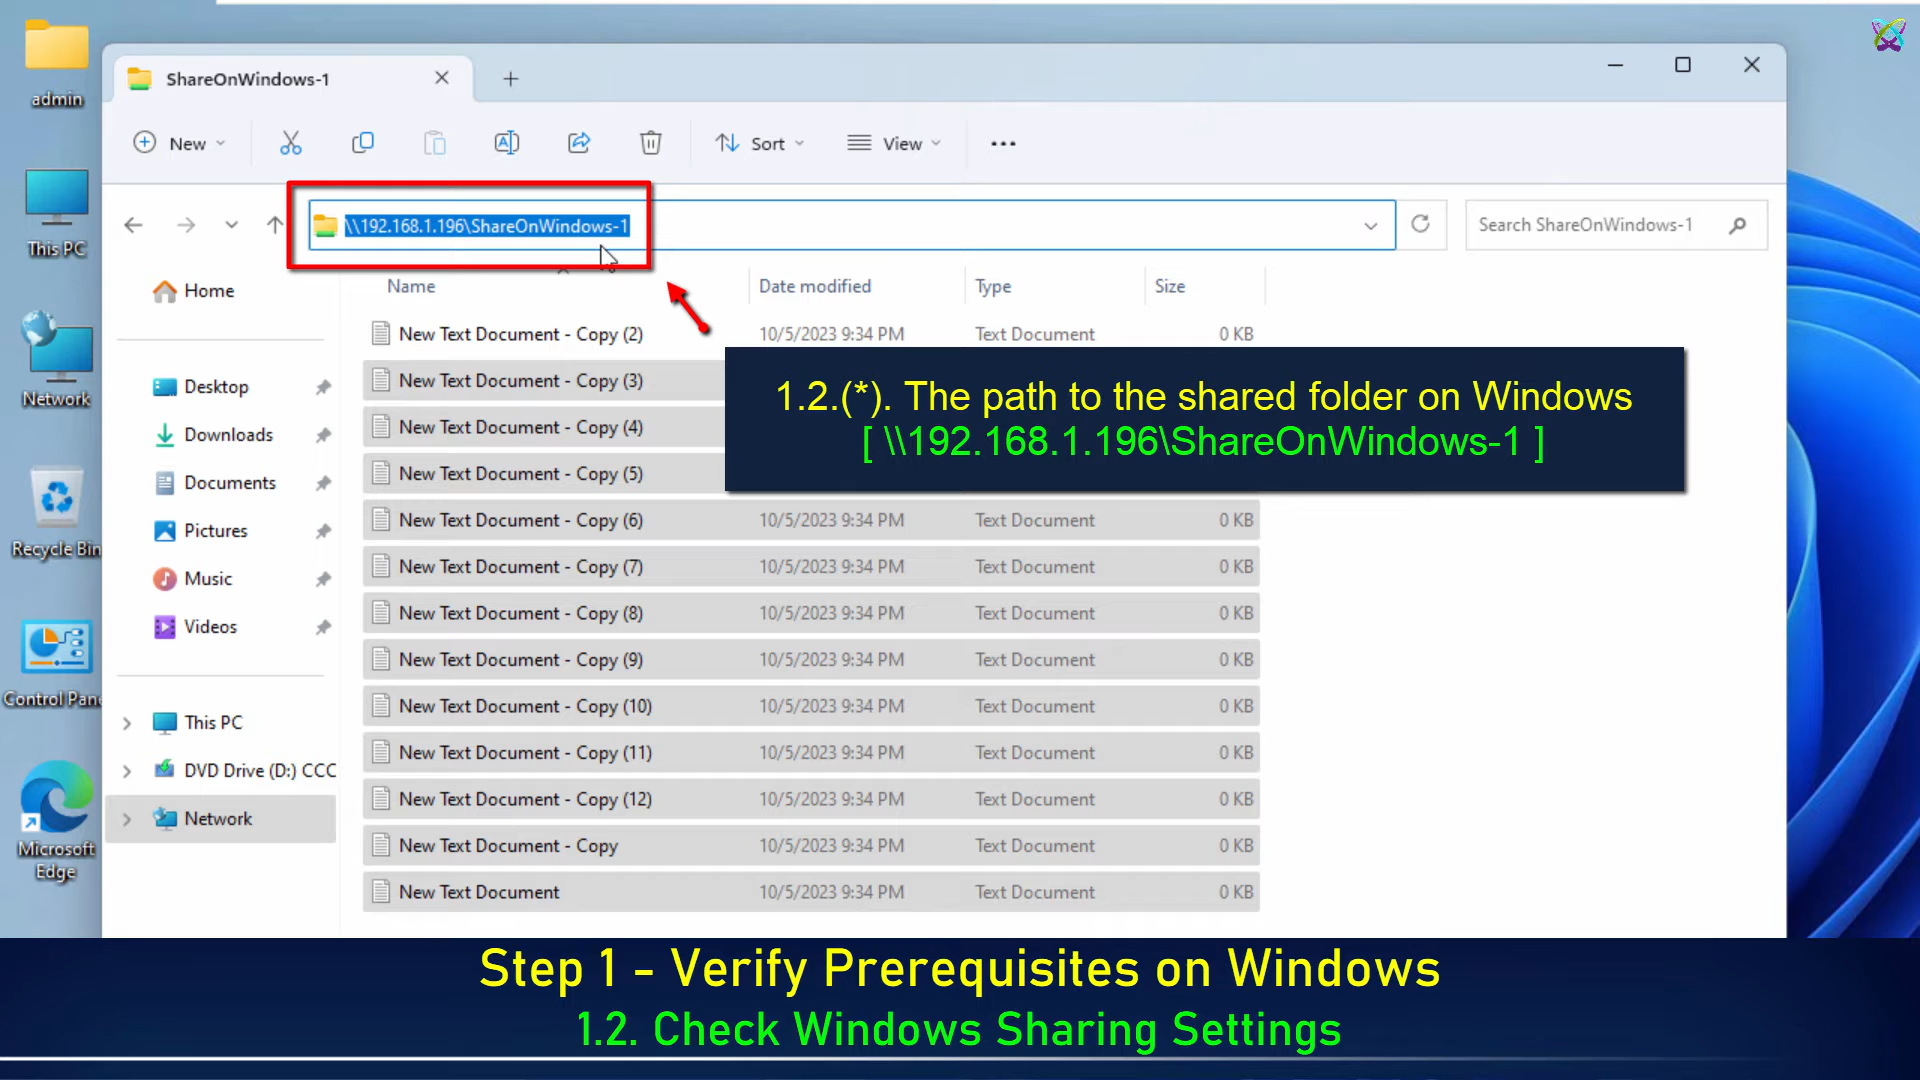 admin
This PC
Network
Recycle Bin
Control Pane
Microsoft
Edge
ShareOnWindows-1
New
Sort
View
\\192.168.1.196\ShareOnWindows-1
Search ShareOnWindows-1
Home
Desktop
Downloads
Documents
Pictures
Music
Videos
This PC
DVD Drive (D:) CCC
Network
Name Date modified Type Size
New Text Document - Copy (2) 10/5/2023 9:34 PM Text Document 0 KB
New Text Document - Copy (3)
New Text Document - Copy (4)
New Text Document - Copy (5)
New Text Document - Copy (6) 10/5/2023 9:34 PM Text Document 0 KB
New Text Document - Copy (7) 10/5/2023 9:34 PM Text Document 0 KB
New Text Document - Copy (8) 10/5/2023 9:34 PM Text Document 0 KB
New Text Document - Copy (9) 10/5/2023 9:34 PM Text Document 0 KB
New Text Document - Copy (10) 10/5/2023 9:34 PM Text Document 0 KB
New Text Document - Copy (11) 10/5/2023 9:34 PM Text Document 0 KB
New Text Document - Copy (12) 10/5/2023 9:34 PM Text Document 0 KB
New Text Document - Copy 10/5/2023 9:34 PM Text Document 0 KB
New Text Document 10/5/2023 9:34 PM Text Document 0 KB
1.2.(*). The path to the shared folder on Windows
[ \\192.168.1.196\ShareOnWindows-1 ]
Step 1 - Verify Prerequisites on Windows
1.2. Check Windows Sharing Settings